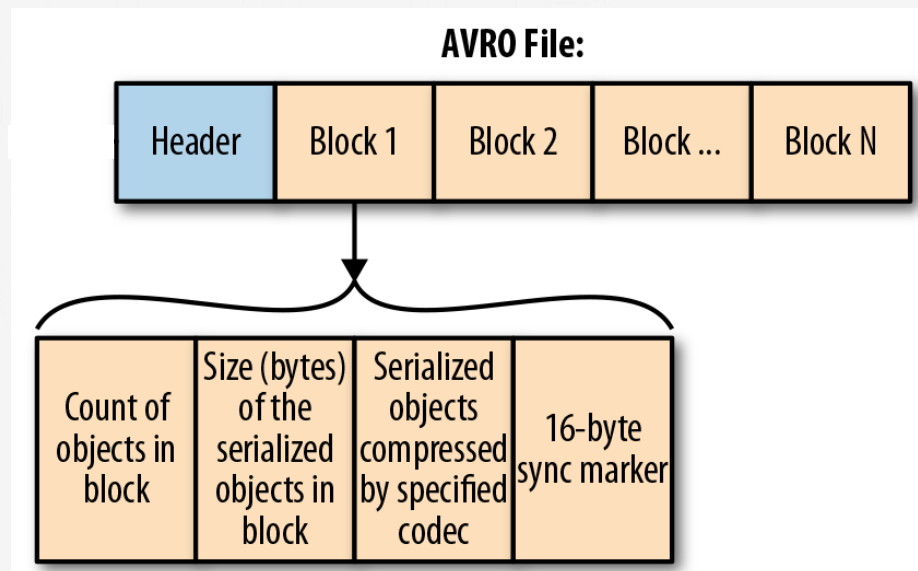 AVRO File:
Header
Block 1
Block 2
Block ...
Block N
Count of
objects in
block
Size (bytes)
of the
serialized
objects in
block
Serialized
objects
compressed
by specified
codec
16-byte
sync marker